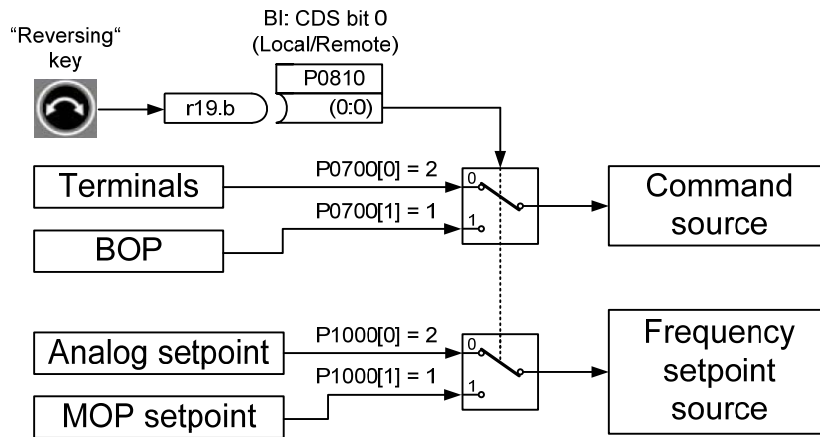 “Reversing“
key
BI: CDS bit 0
(Local/Remote)
P0810
(0:0)
r19.b
Terminals
P0700[0] = 2
0
P0700[1] = 1
1
BOP
Command
source
Analog setpoint
P1000[0] = 2
0
P1000[1] = 1
1
MOP setpoint
Frequency
setpoint
source